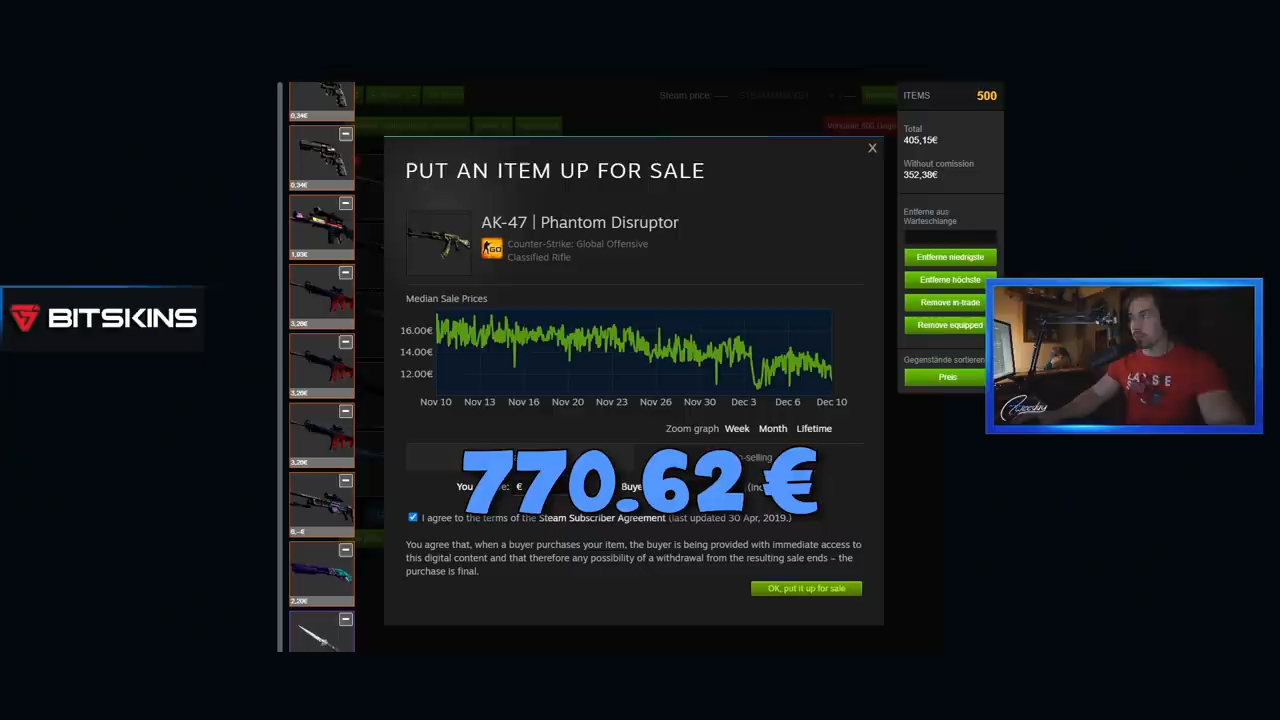 0,34€
0,34€
1,93€
3,26€
3,26€
3,26€
6,--€
2,20€
BITSKINS
Steam price:
PUT AN ITEM UP FOR SALE
X
AK-47 | Phantom Disruptor
GO
Counter-Strike: Global Offensive
Classified Rifle
Median Sale Prices
16.00€
14.00€
12.00€
Nov 10 Nov 13 Nov 16 Nov 20 Nov 23 Nov 26 Nov 30 Dec 3 Dec 6 Dec 10
Zoom graph Week Month Lifetime
-selling
You € Buye
770.62 €
I agree to the terms of the Steam Subscriber Agreement (last updated 30 Apr, 2019.)
You agree that, when a buyer purchases your item, the buyer is being provided with immediate access to
this digital content and that therefore any possibility of a withdrawal from the resulting sale ends – the
purchase is final.
OK, put it up for sale
ITEMS 500
Total
405,15€
Without comission
352,38€
Entferne aus
Warteschlange
Entferne niedrigste
Entferne höchste
Remove in-trade
Remove equipped
Gegenstände sortieren
Preis